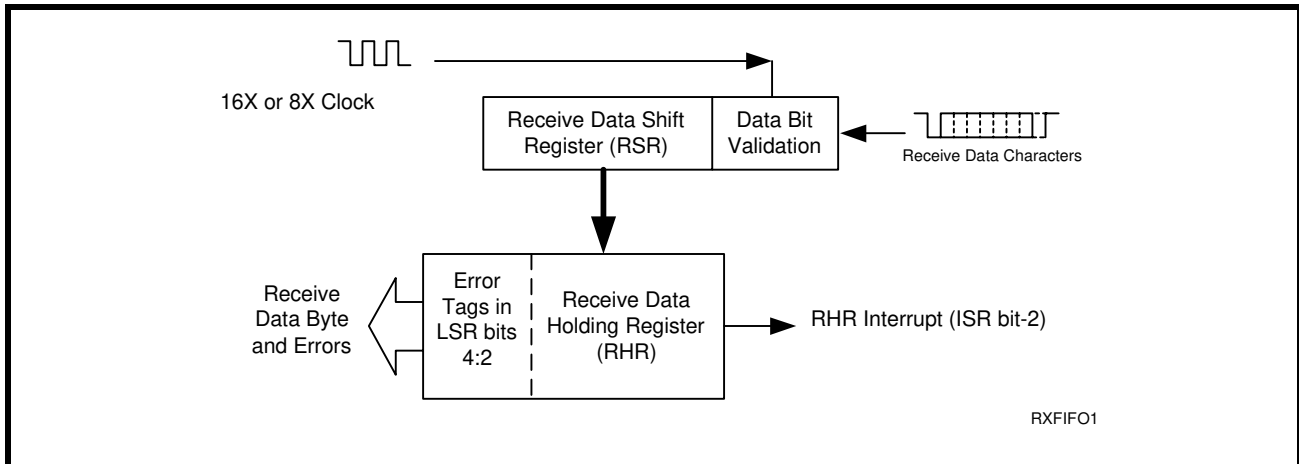 16X or 8X Clock
Receive Data Shift
Register (RSR)
Data Bit
Validation
Receive Data Characters
Receive
Data Byte
and Errors
Error
Tags in
LSR bits
4:2
Receive Data
Holding Register
(RHR)
RHR Interrupt (ISR bit-2)
RXFIFO1